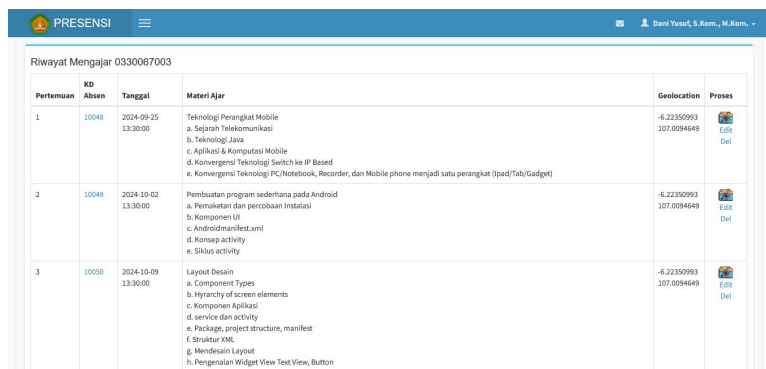 PRESENSI
Dani Yusuf, S.Kom., M.Kom.
Riwayat Mengajar 0330067003
Pertemuan KD Absen Tanggal Materi Ajar Geolocation Proses
1 10048 2024-09-25 13:30:00 Teknologi Perangkat Mobile -6.22350993 107.0094649 Edit Del
a. Sejarah Telekomunikasi
b. Teknologi Java
c. Aplikasi & Komputasi Mobile
d. Konvergensi Teknologi Switch ke IP Based
e. Konvergensi Teknologi PC/Notebook, Recorder, dan Mobile phone menjadi satu perangkat (Ipad/Tab/Gadget)
2 10049 2024-10-02 13:30:00 Pembuatan program sederhana pada Android -6.22350993 107.0094649 Edit Del
a. Pemaketan dan percobaan Instalasi
b. Komponen UI
c. Androidmanifest.xml
d. Konsep activity
e. Siklus activity
3 10050 2024-10-09 13:30:00 Layout Desain -6.22350993 107.0094649 Edit Del
a. Component Types
b. Hyrarchy of screen elements
c. Komponen Aplikasi
d. service dan activity
e. Package, project structure, manifest
f. Struktur XML
g. Mendesain Layout
h. Pengenalan Widget View Text View, Button